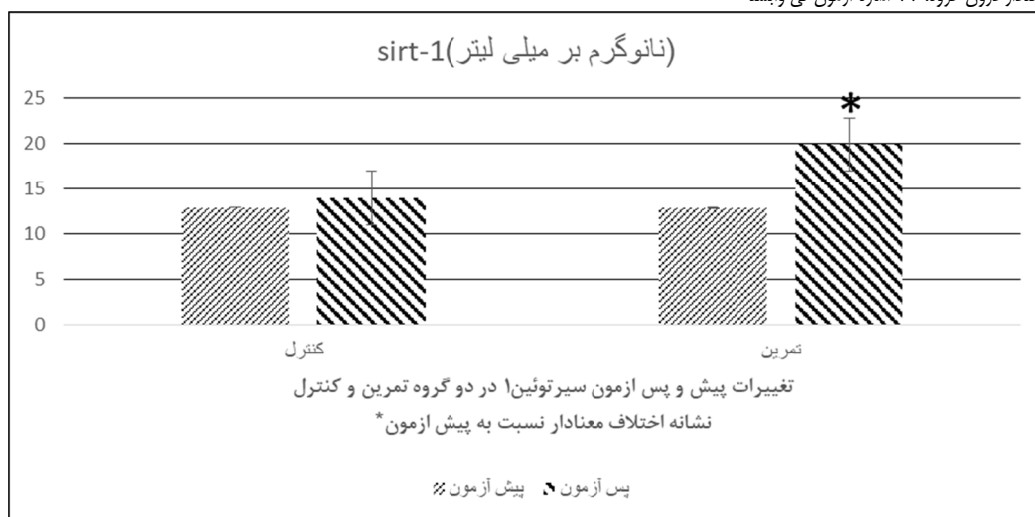 sirt-1(نانوگرم بر میلی لیتر)
25
20
15
10
5
0
*
کنترل
تمرین
تغییرات پیش و پس ازمون سیرتوئین۱ در دو گروه تمرین و کنترل
نشانه اختلاف معنادار نسبت به پیش ازمون*
پیش آزمون
پس آزمون